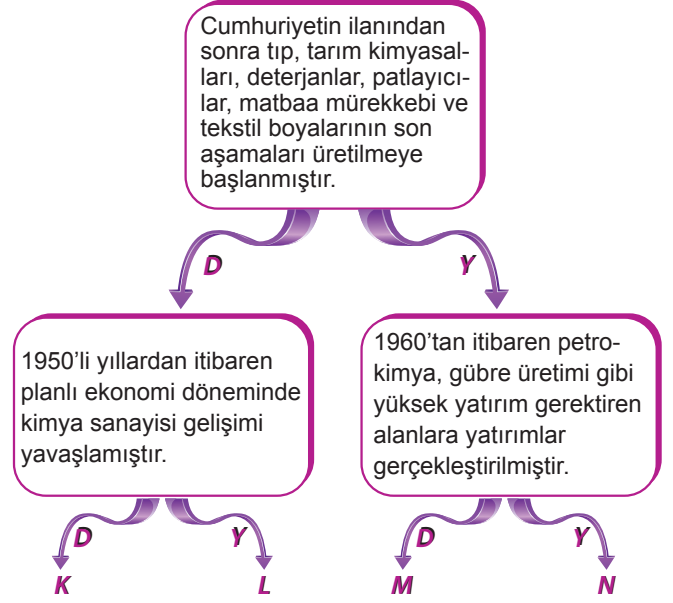 Cumhuriyetin ilanından
sonra tıp, tarım kimyasal-
ları, deterjanlar, patlayıcı-
lar, matbaa mürekkebi ve
tekstil boyalarının son
aşamaları üretilmeye
başlanmıştır.
D
Y
1950'li yıllardan itibaren
planlı ekonomi döneminde
kimya sanayisi gelişimi
yavaşlamıştır.
1960'tan itibaren petro-
kimya, gübre üretimi gibi
yüksek yatırım gerektiren
alanlara yatırımlar
gerçekleştirilmiştir.
D
Y
D
Y
K
L
M
N